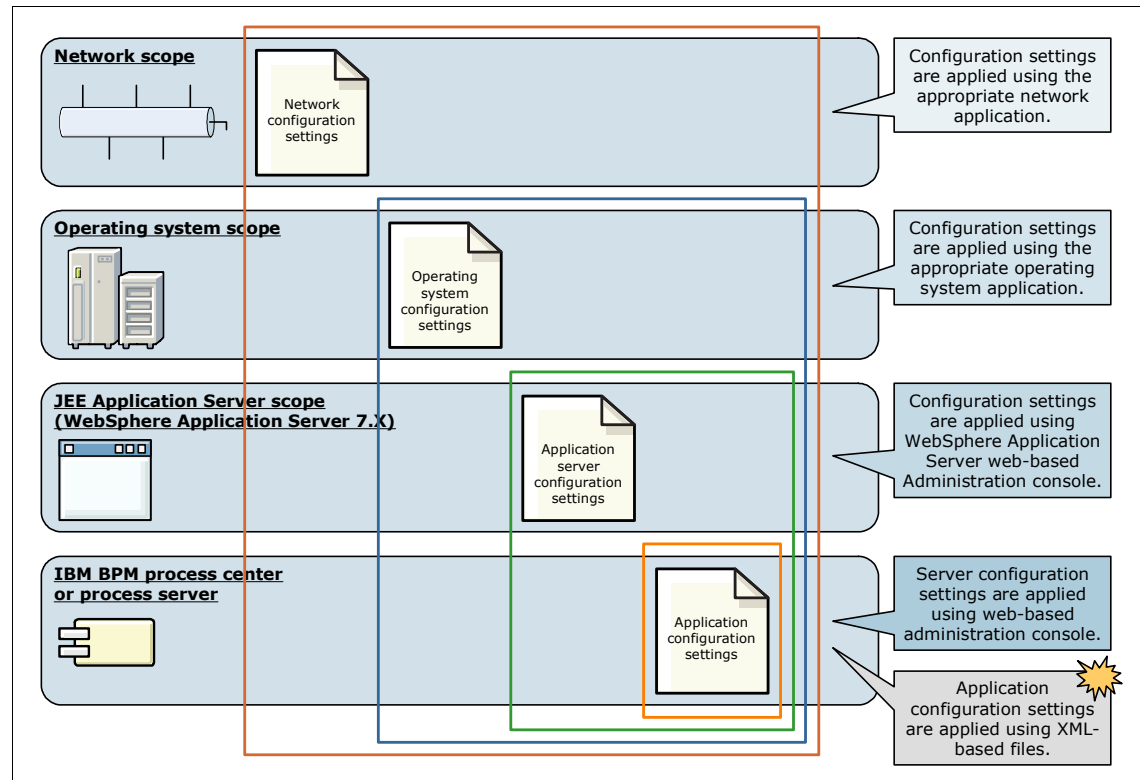 Network scope
Network
configuration
settings
Configuration settings
are applied using the
appropriate network
application.
Operating system scope
Operating
system
configuration
settings
Configuration settings
are applied using the
appropriate operating
system application.
JEE Application Server scope
(WebSphere Application Server 7.X)
Application
server
configuration
settings
Configuration settings
are applied using
WebSphere Application
Server web-based
Administration console.
IBM BPM process center
or process server
Application
configuration
settings
Server configuration
settings are applied
using web-based
administration console.
Application
configuration settings
are applied using XML-
based files.